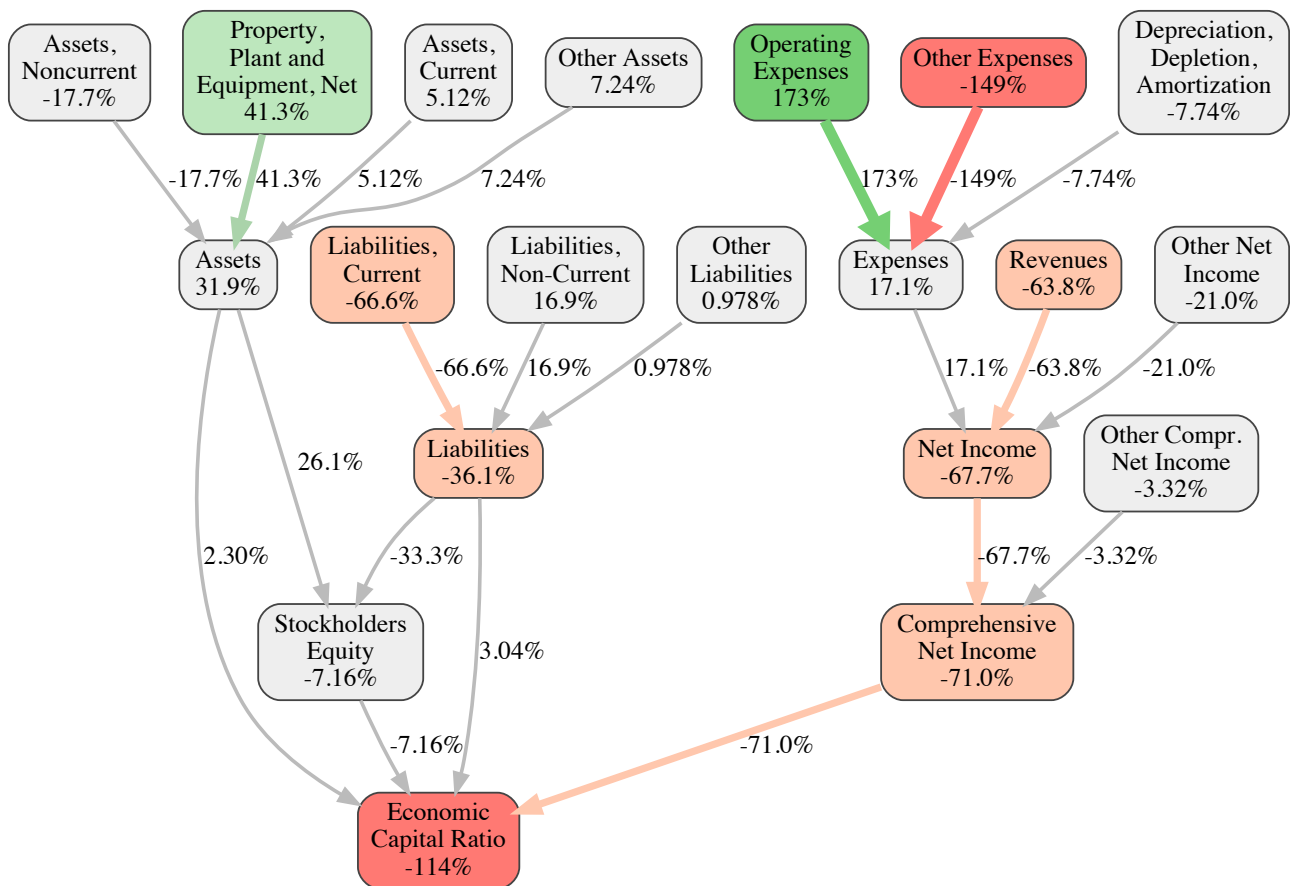 Assets,
Noncurrent
-17.7%
Property,
Plant and
Equipment, Net
41.3%
Assets,
Current
5.12%
Other Assets
7.24%
Operating
Expenses
173%
Other Expenses
-149%
Depreciation,
Depletion,
Amortization
-7.74%
-17.7%
41.3%
5.12%
7.24%
173%
-149%
-7.74%
Assets
31.9%
Liabilities,
Current
-66.6%
Liabilities,
Non-Current
16.9%
Other
Liabilities
0.978%
Expenses
17.1%
Revenues
-63.8%
Other Net
Income
-21.0%
-66.6%
16.9%
0.978%
17.1%
-63.8%
-21.0%
26.1%
Liabilities
-36.1%
Net Income
-67.7%
Other Compr.
Net Income
-3.32%
2.30%
-33.3%
3.04%
-67.7%
-3.32%
Stockholders
Equity
-7.16%
Comprehensive
Net Income
-71.0%
-7.16%
-71.0%
Economic
Capital Ratio
-114%